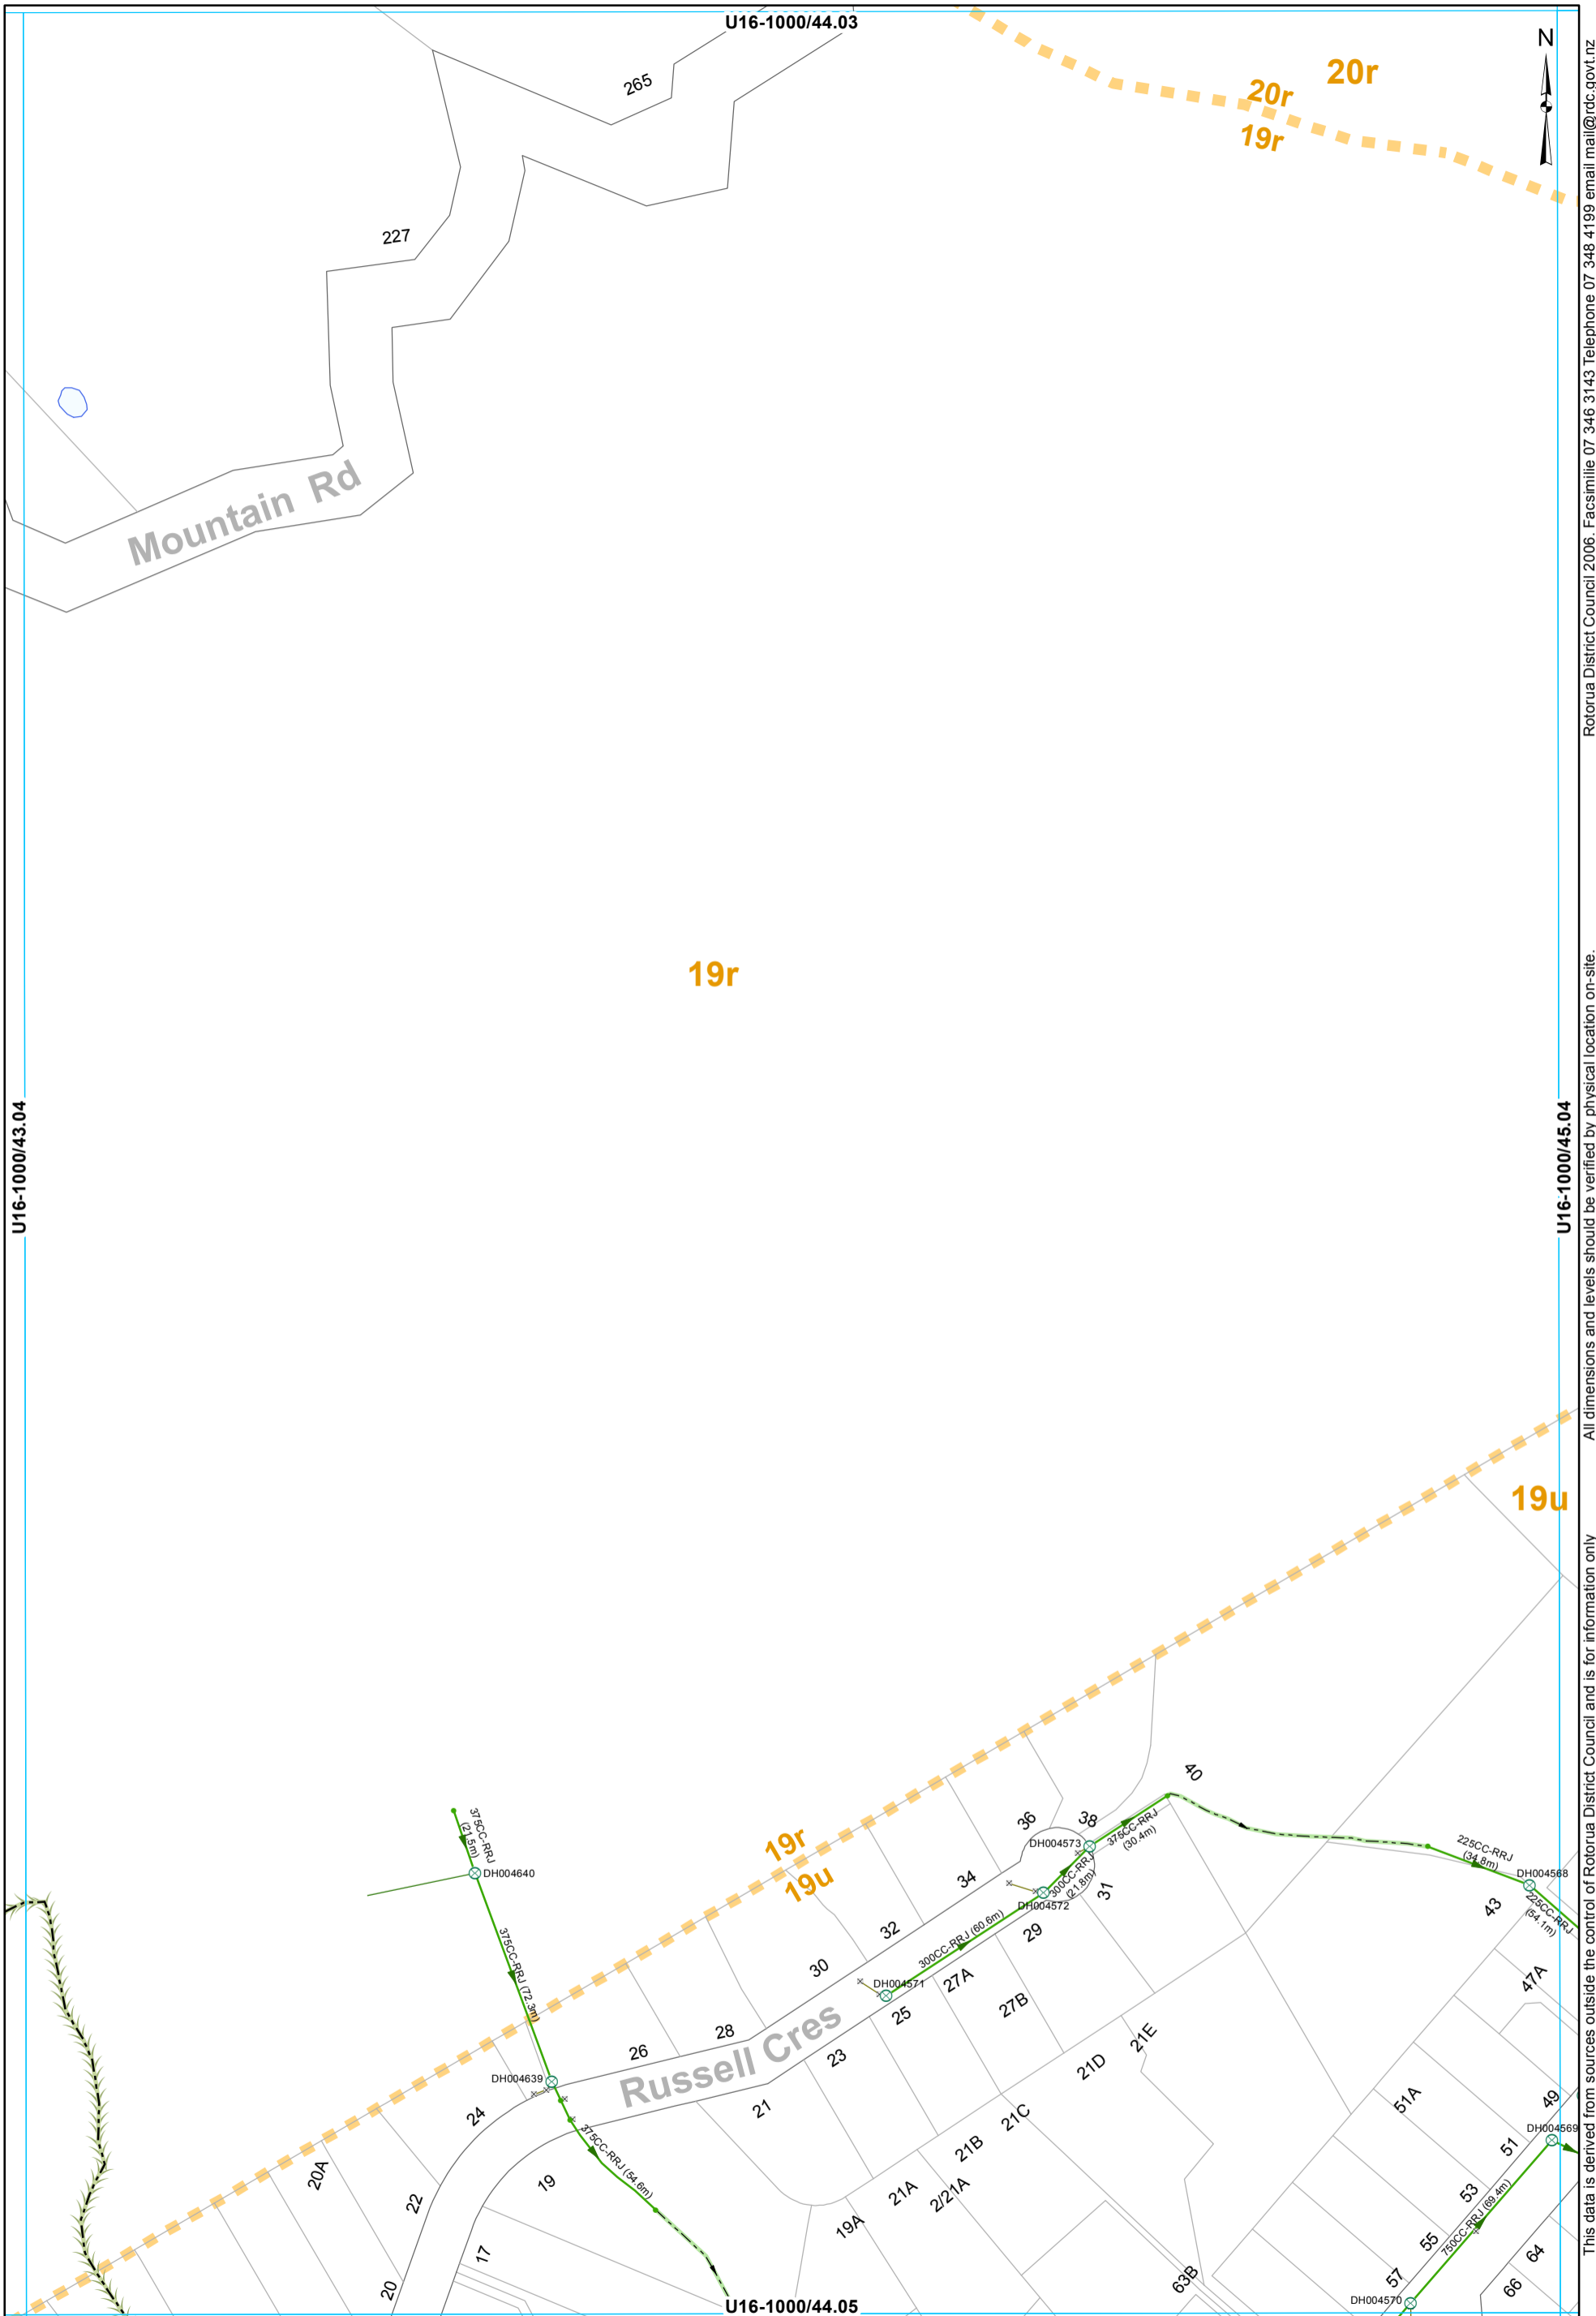 U16-1000/44.03
N
20r
20r
19r
265
227
Mountain Rd
19r
U16-1000/43.04
U16-1000/45.04
19u
19r
19u
40
38
36
34
32
30
28
26
24
22
20A
20
17
19
19A
21
21A
2/21A
21B
21C
21D
21E
23
25
27A
27B
29
31
43
47A
49
51
51A
53
55
57
63B
64
66
Russell Cres
375CC-RRJ
(21.5m)
DH004640
375CC-RRJ (72.3m)
DH004639
375CC-RRJ (54.6m)
DH004571
300CC-RRJ (60.6m)
DH004572
300CC-RRJ
(21.8m)
DH004573
375CC-RRJ
(30.4m)
225CC-RRJ
(34.8m)
DH004568
225CC-RRJ
(54.1m)
DH004569
750CC-RRJ (69.4m)
DH004570
U16-1000/44.05
This data is derived from sources outside the control of Rotorua District Council and is for information only
All dimensions and levels should be verified by physical location on-site.
Rotorua District Council 2006. Facsimilie 07 346 3143 Telephone 07 348 4199 email mail@rdc.govt.nz